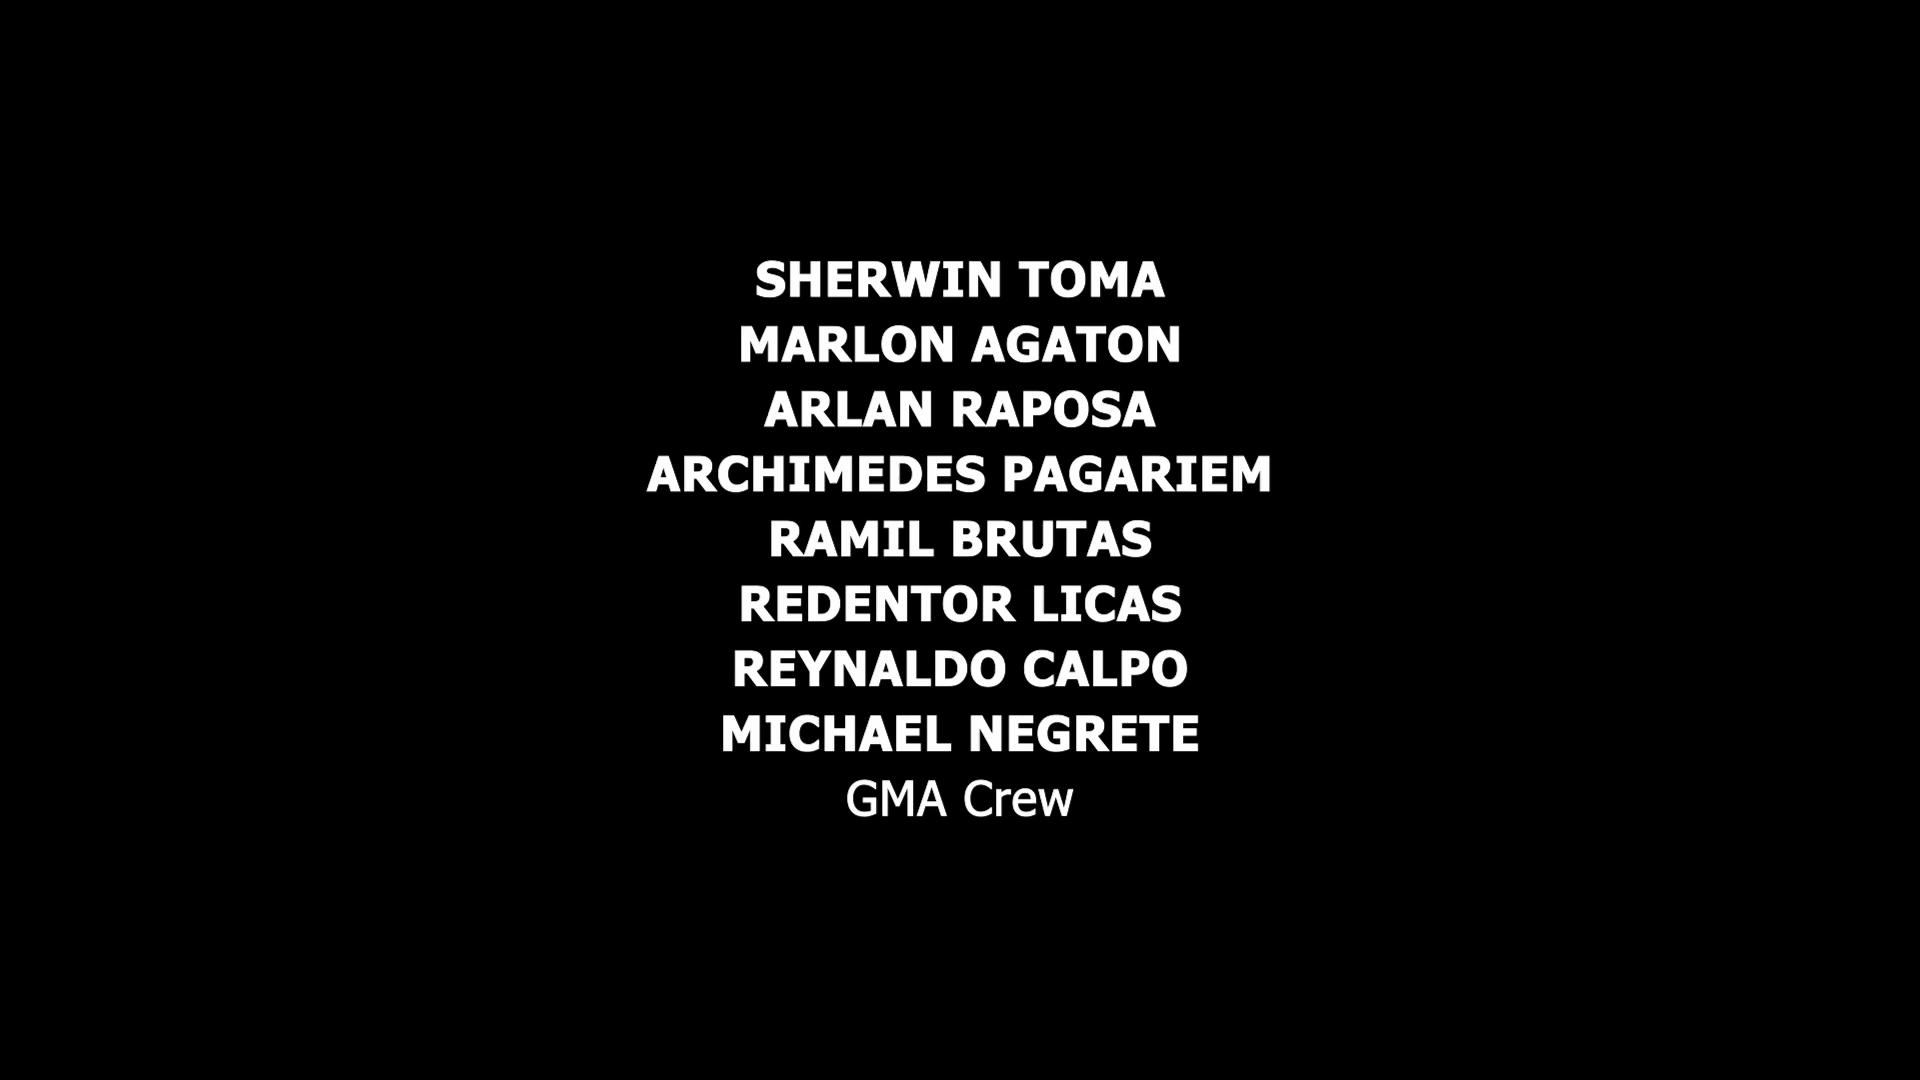 SHERWIN TOMA
MARLON AGATON
ARLAN RAPOSA
ARCHIMEDES PAGARIEM
RAMIL BRUTAS
REDENTOR LICAS
REYNALDO CALPO
MICHAEL NEGRETE
GMA Crew